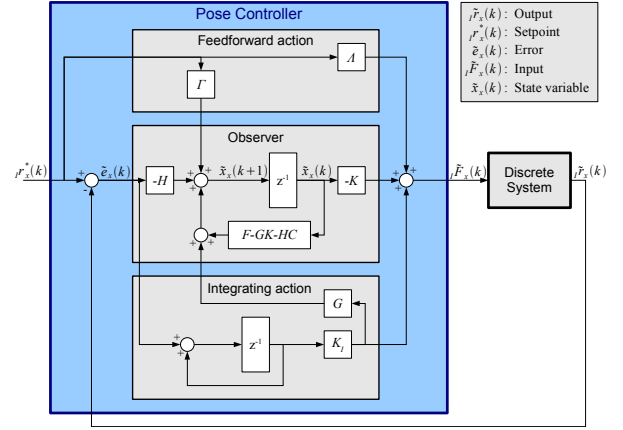 Pose Controller
Feedforward action
Λ
Γ
Observer
ᵢr*ₓ(k)
ẽₓ(k)
-H
x̃ₓ(k+1)
z⁻¹
x̃ₓ(k)
-K
ᵢF̃ₓ(k)
Discrete System
ᵢr̃ₓ(k)
+ - + + + + +
F-GK-HC
+ +
Integrating action
G
+ +
z⁻¹
K_I
ᵢr̃ₓ(k): Output
ᵢr*ₓ(k): Setpoint
ẽₓ(k): Error
ᵢF̃ₓ(k): Input
x̃ₓ(k): State variable